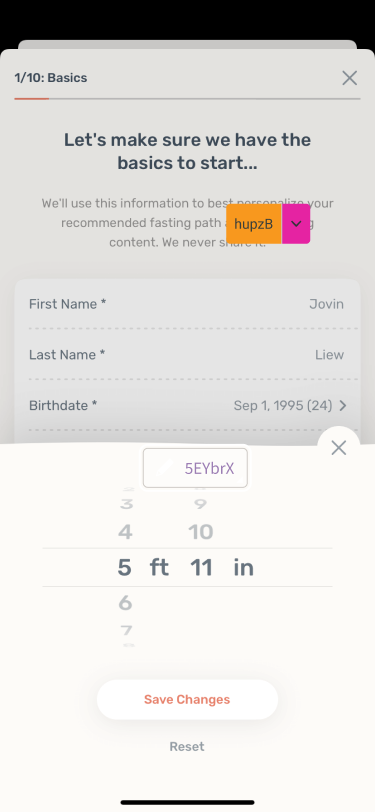 1/10: Basics
Let's make sure we have the
basics to start...
We'll use this information to best personalize your
recommended fasting path
content. We never share it.
hupzB
First Name * Jovin
Last Name * Liew
Birthdate * Sep 1, 1995 (24)
5EYbrX
3 9
4 10
5 ft 11 in
6
7
Save Changes
Reset